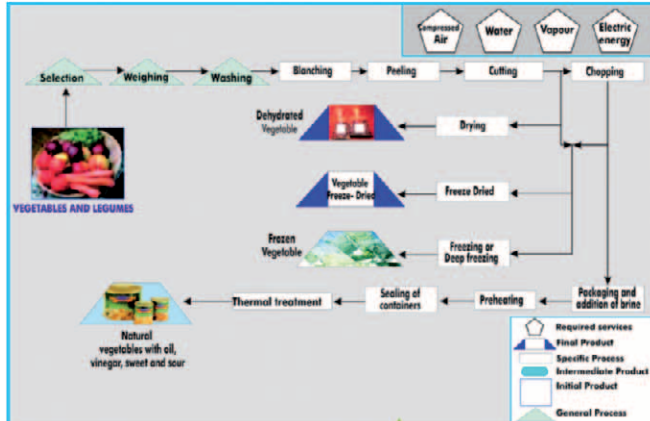 Compressed
Air
Water
Vapour
Electric
energy
Selection
Weighing
Washing
Blanching
Peeling
Cutting
Chopping
Dehydrated
Vegetable
Drying
VEGETABLES AND LEGUMES
Vegetable
Freeze- Dried
Freeze Dried
Frozen
Vegetable
Freezing or
Deep freezing
Natural
vegetables with oil,
vinegar, sweet and sour
Thermal treatment
Sealing of
containers
Preheating
Packaging and
addition of brine
Required services
Final Product
Specific Process
Intermediate Product
Initial Product
General Process